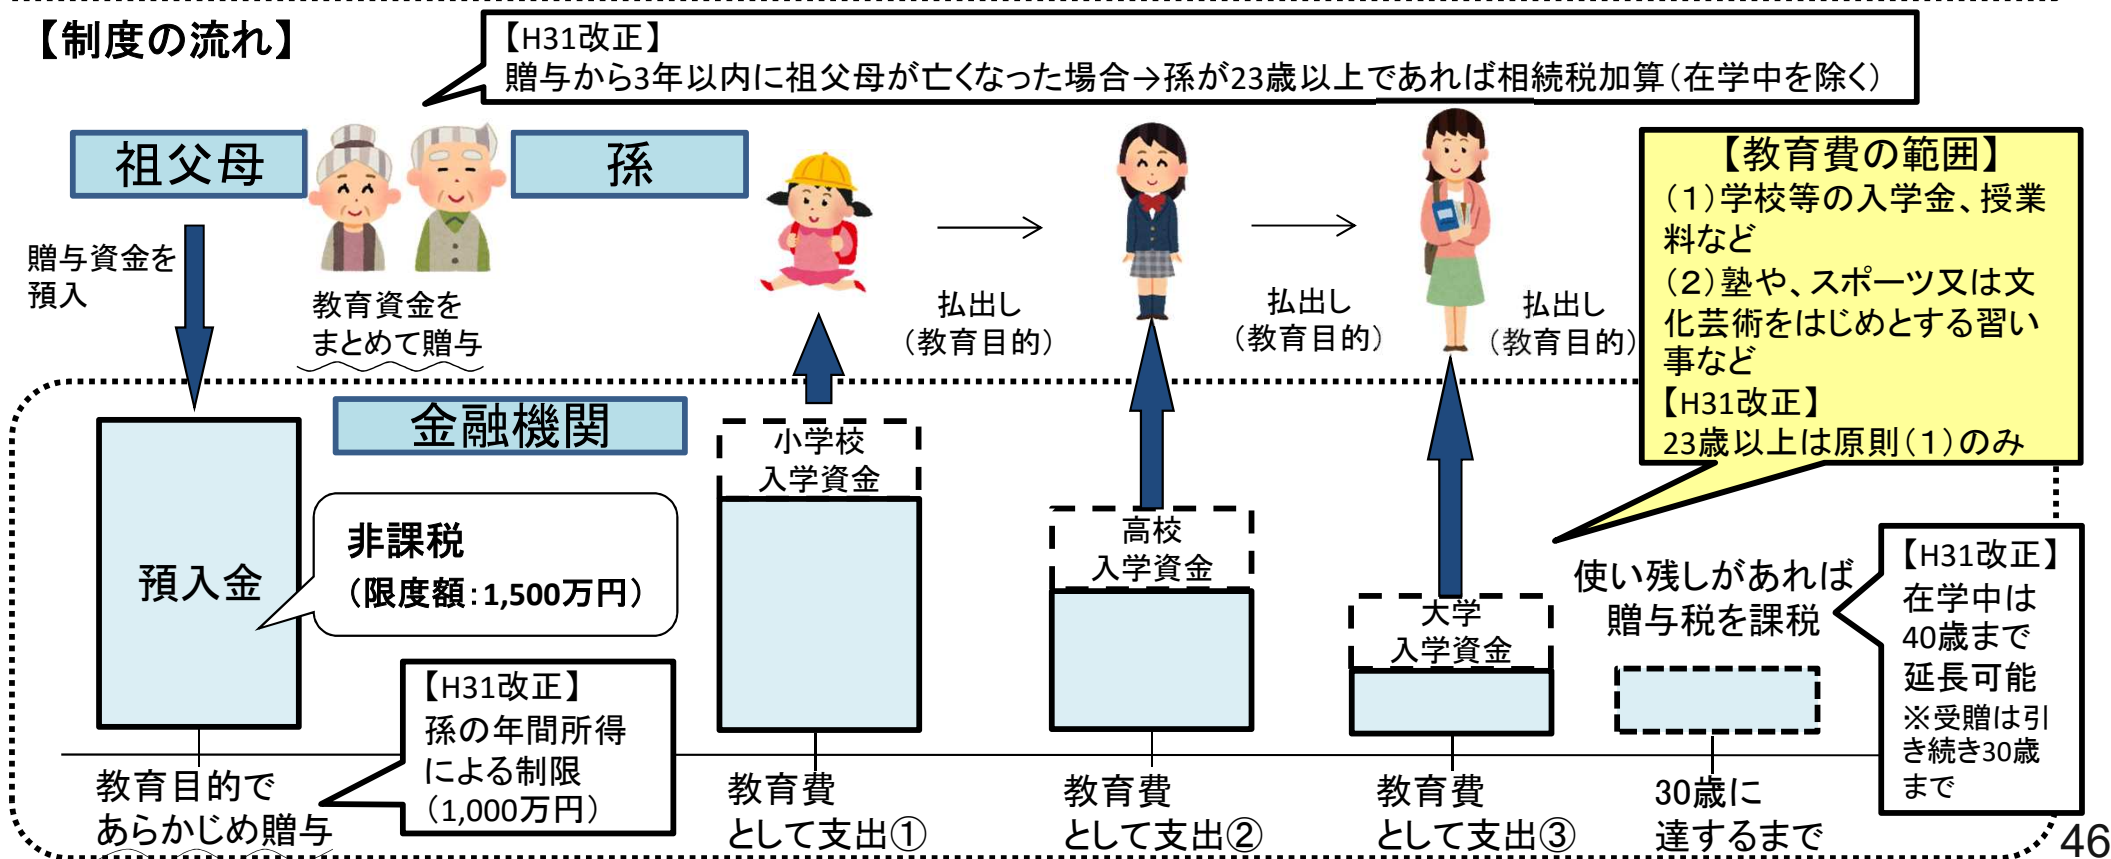 【制度の流れ】
【H31改正】
贈与から3年以内に祖父母が亡くなった場合→孫が23歳以上であれば相続税加算（在学中を除く）
祖父母
孫
贈与資金を
預入
教育資金を
まとめて贈与
払出し
（教育目的）
払出し
（教育目的）
払出し
（教育目的）
【教育費の範囲】
（１）学校等の入学金、授業
料など
（２）塾や、スポーツ又は文
化芸術をはじめとする習い
事など
【H31改正】
23歳以上は原則（１）のみ
金融機関
預入金
非課税
（限度額：1,500万円）
小学校
入学資金
高校
入学資金
大学
入学資金
使い残しがあれば
贈与税を課税
【H31改正】
在学中は
40歳まで
延長可能
※受贈は引
き続き30歳
まで
【H31改正】
孫の年間所得
による制限
（1,000万円）
教育目的で
あらかじめ贈与
教育費
として支出①
教育費
として支出②
教育費
として支出③
30歳に
達するまで
46